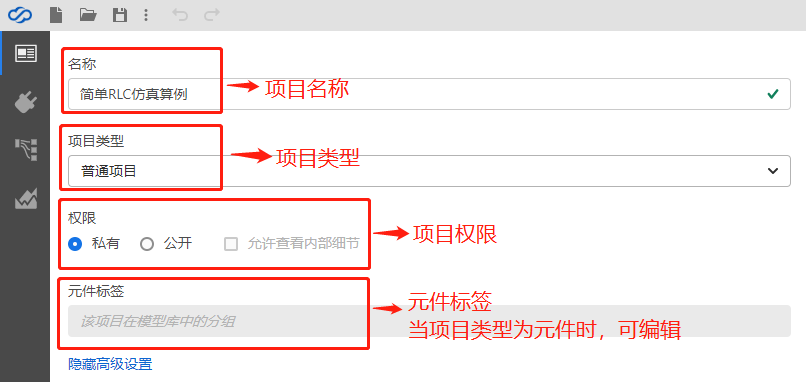 名称
简单RLC仿真算例
项目名称
项目类型
普通项目
项目类型
权限
私有
公开
允许查看内部细节
项目权限
元件标签
该项目在模型库中的分组
元件标签
当项目类型为元件时，可编辑
隐藏高级设置